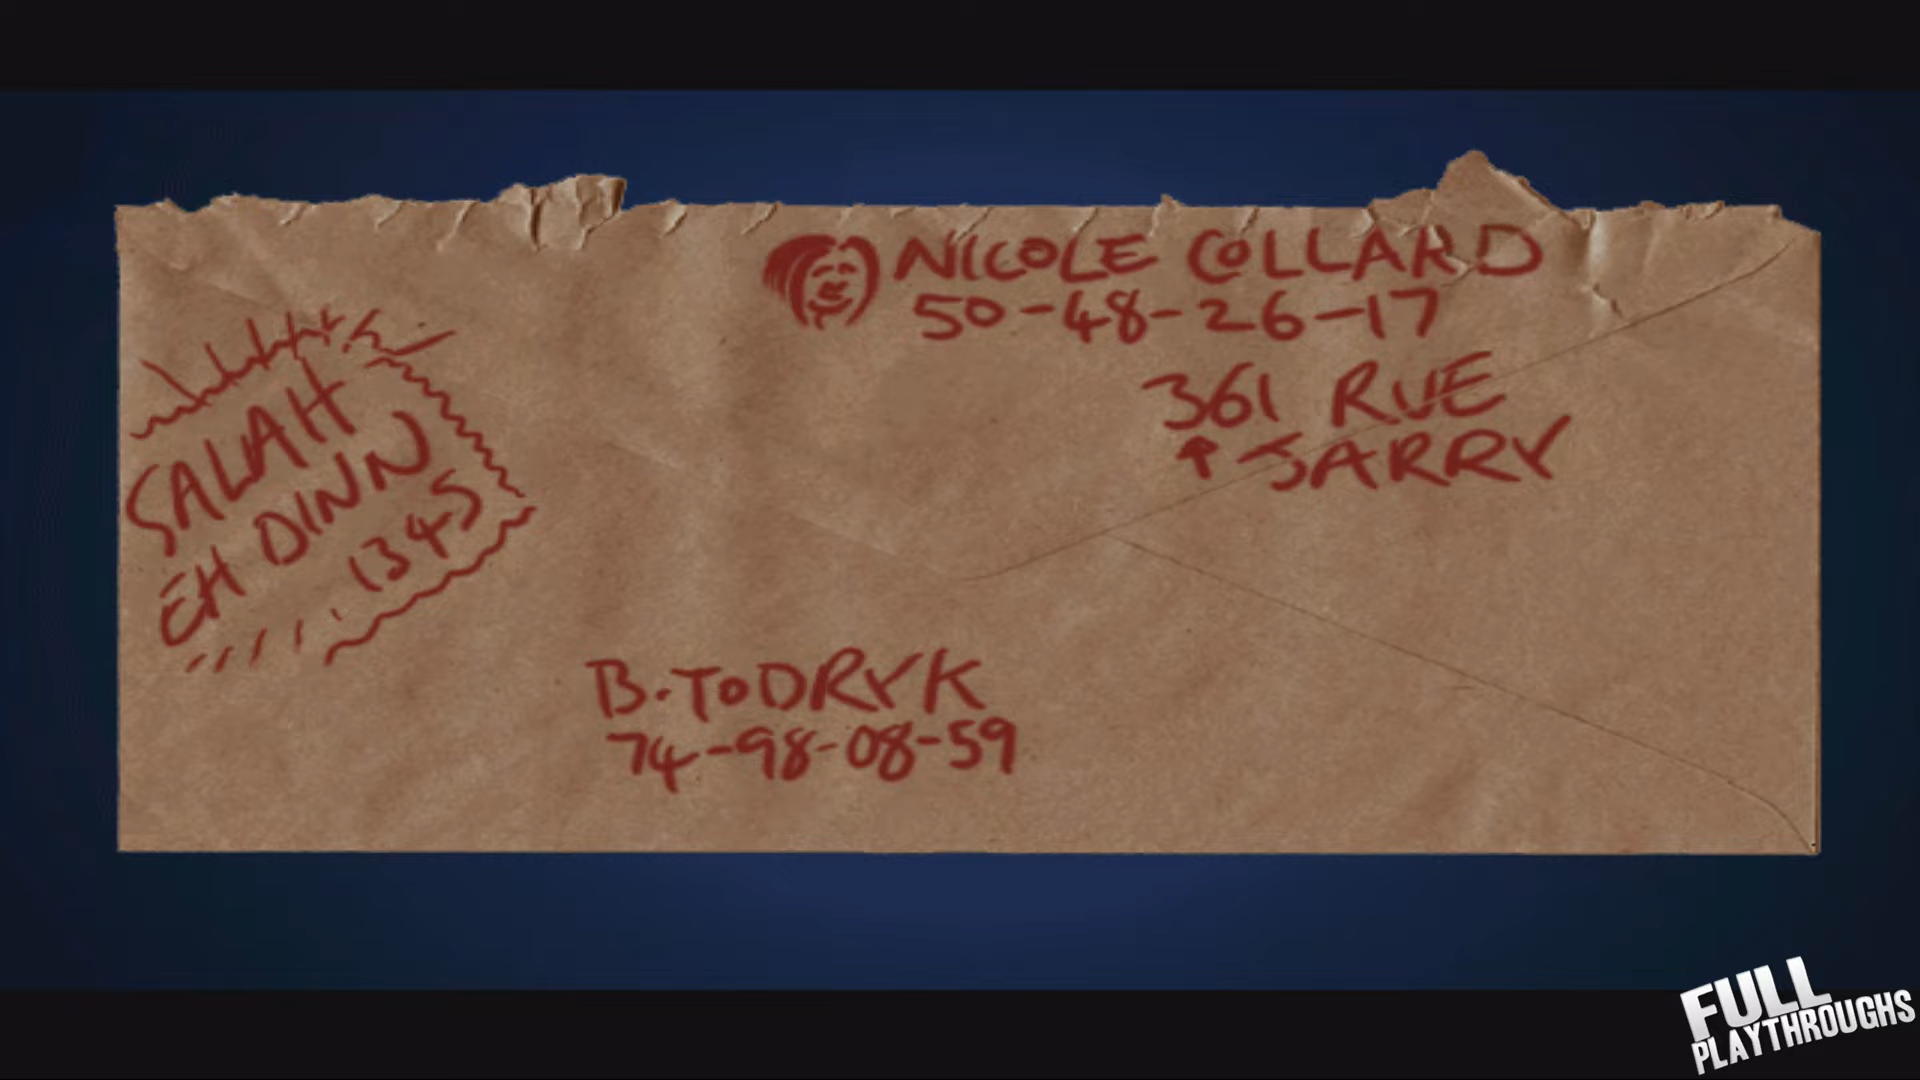 NICOLE COLLARD
50-48-26-17
361 RUE
JARRY
SALAH
EH DINN
1345
B. TODRYK
74-98-08-59
FULL
PLAYTHROUGHS